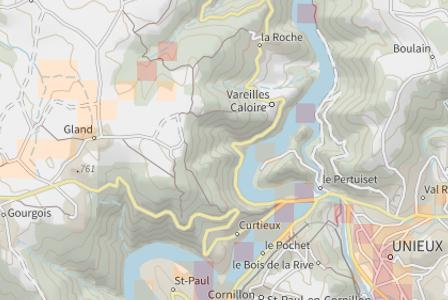 la Roche
Boulain
Vareilles
Caloire
Gland
761
le Pertuiset
Val R
Gourgois
Curtieux
UNIEUX
le Pochet
le Bois de la Rive
St-Paul
Cornillon
St-Paul-en-Cornillon